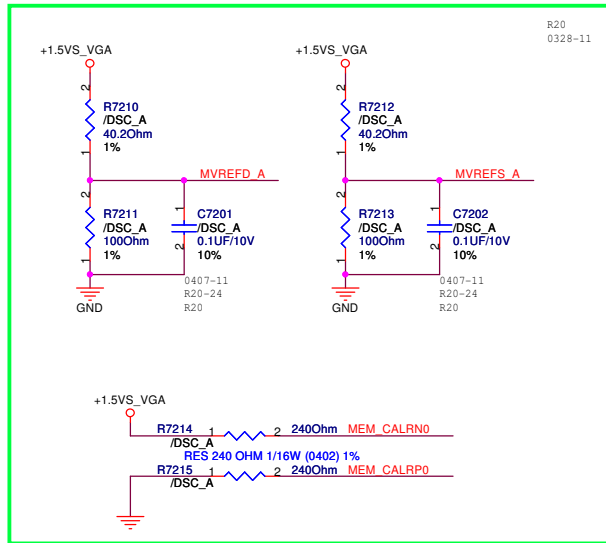 R20
0328-11
+1.5VS_VGA
2
R7210
/DSC_A
40.2Ohm
1%
1
MVREFD_A
2
R7211
/DSC_A
100Ohm
1%
1
1
C7201
/DSC_A
0.1UF/10V
10%
2
0407-11
R20-24
R20
GND
+1.5VS_VGA
2
R7212
/DSC_A
40.2Ohm
1%
1
MVREFS_A
2
R7213
/DSC_A
100Ohm
1%
1
1
C7202
/DSC_A
0.1UF/10V
10%
2
0407-11
R20-24
R20
GND
+1.5VS_VGA
R7214 1 2 240Ohm MEM_CALRN0
/DSC_A
RES 240 OHM 1/16W (0402) 1%
R7215 1 2 240Ohm MEM_CALRP0
/DSC_A